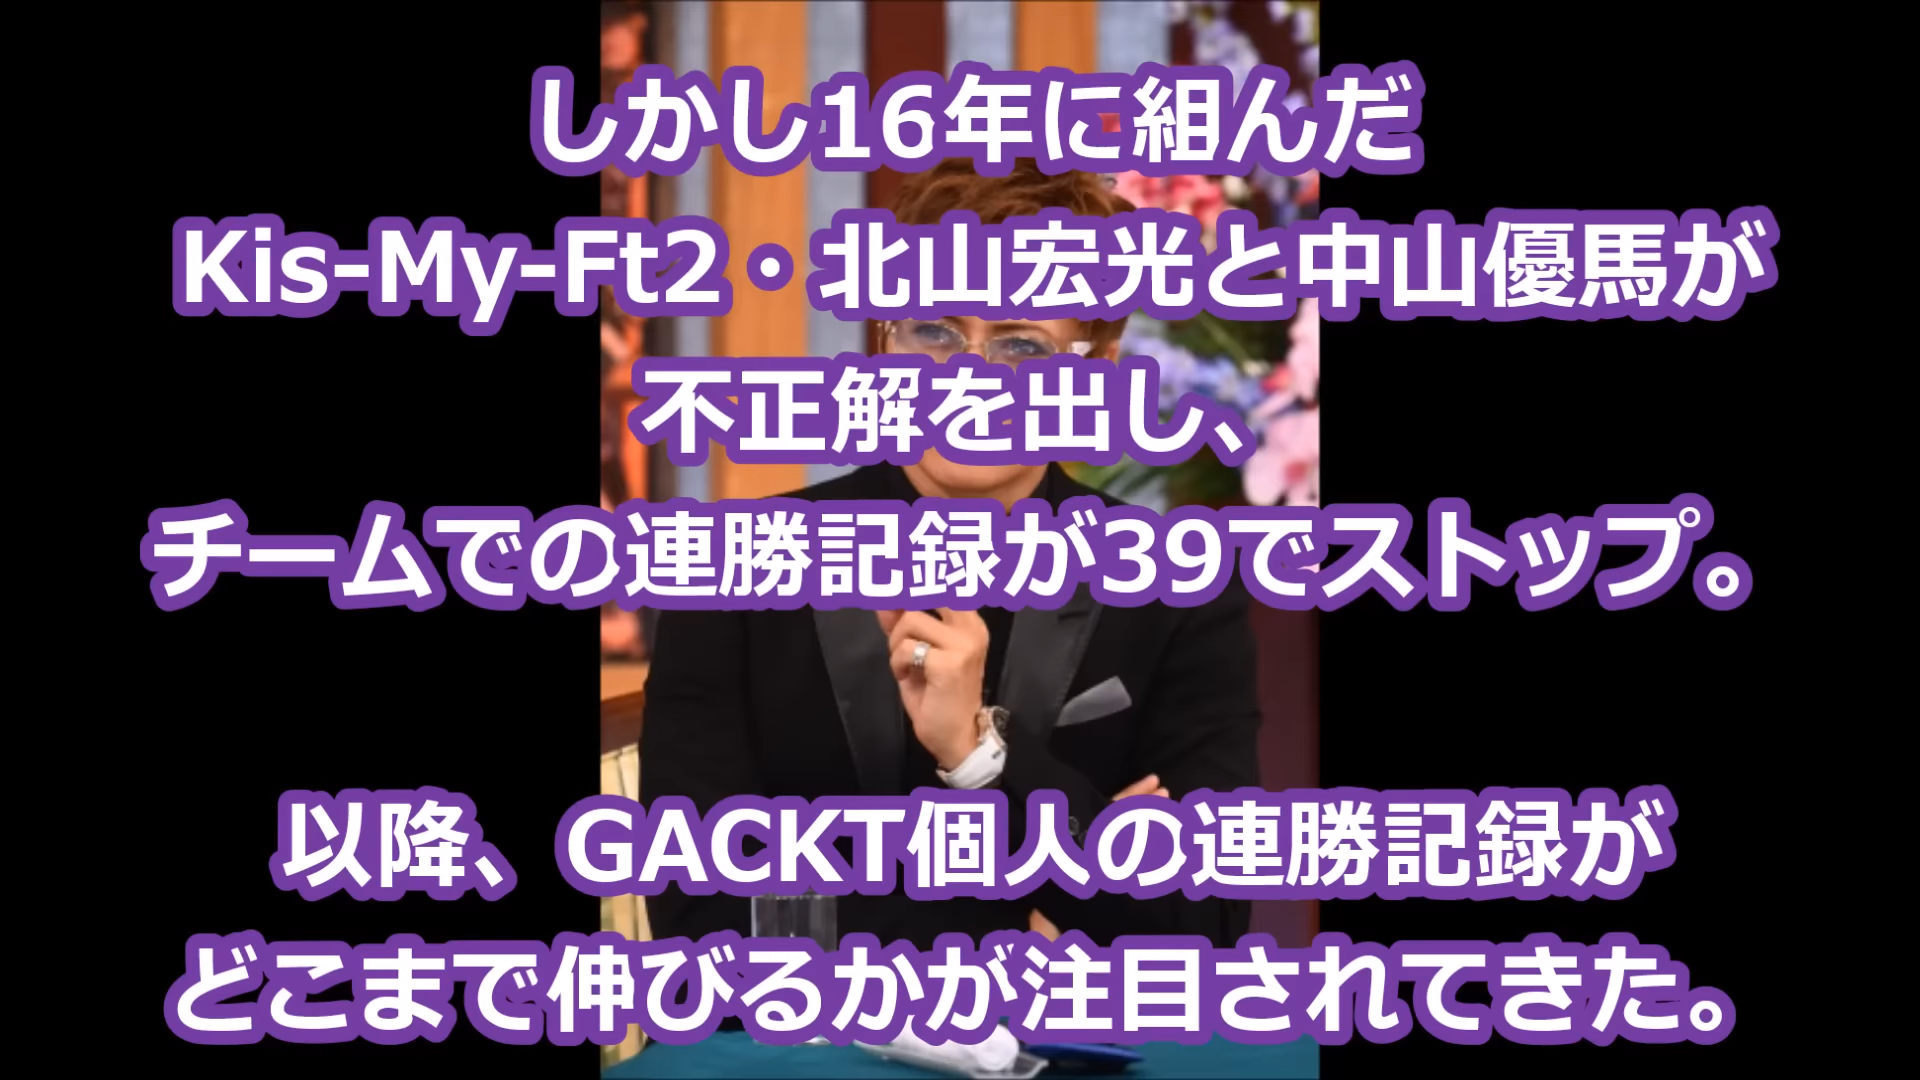 しかし16年に組んだ
Kis-My-Ft2・北山宏光と中山優馬が
不正解を出し、
チームでの連勝記録が39でストップ。
以降、GACKT個人の連勝記録が
どこまで伸びるかが注目されてきた。